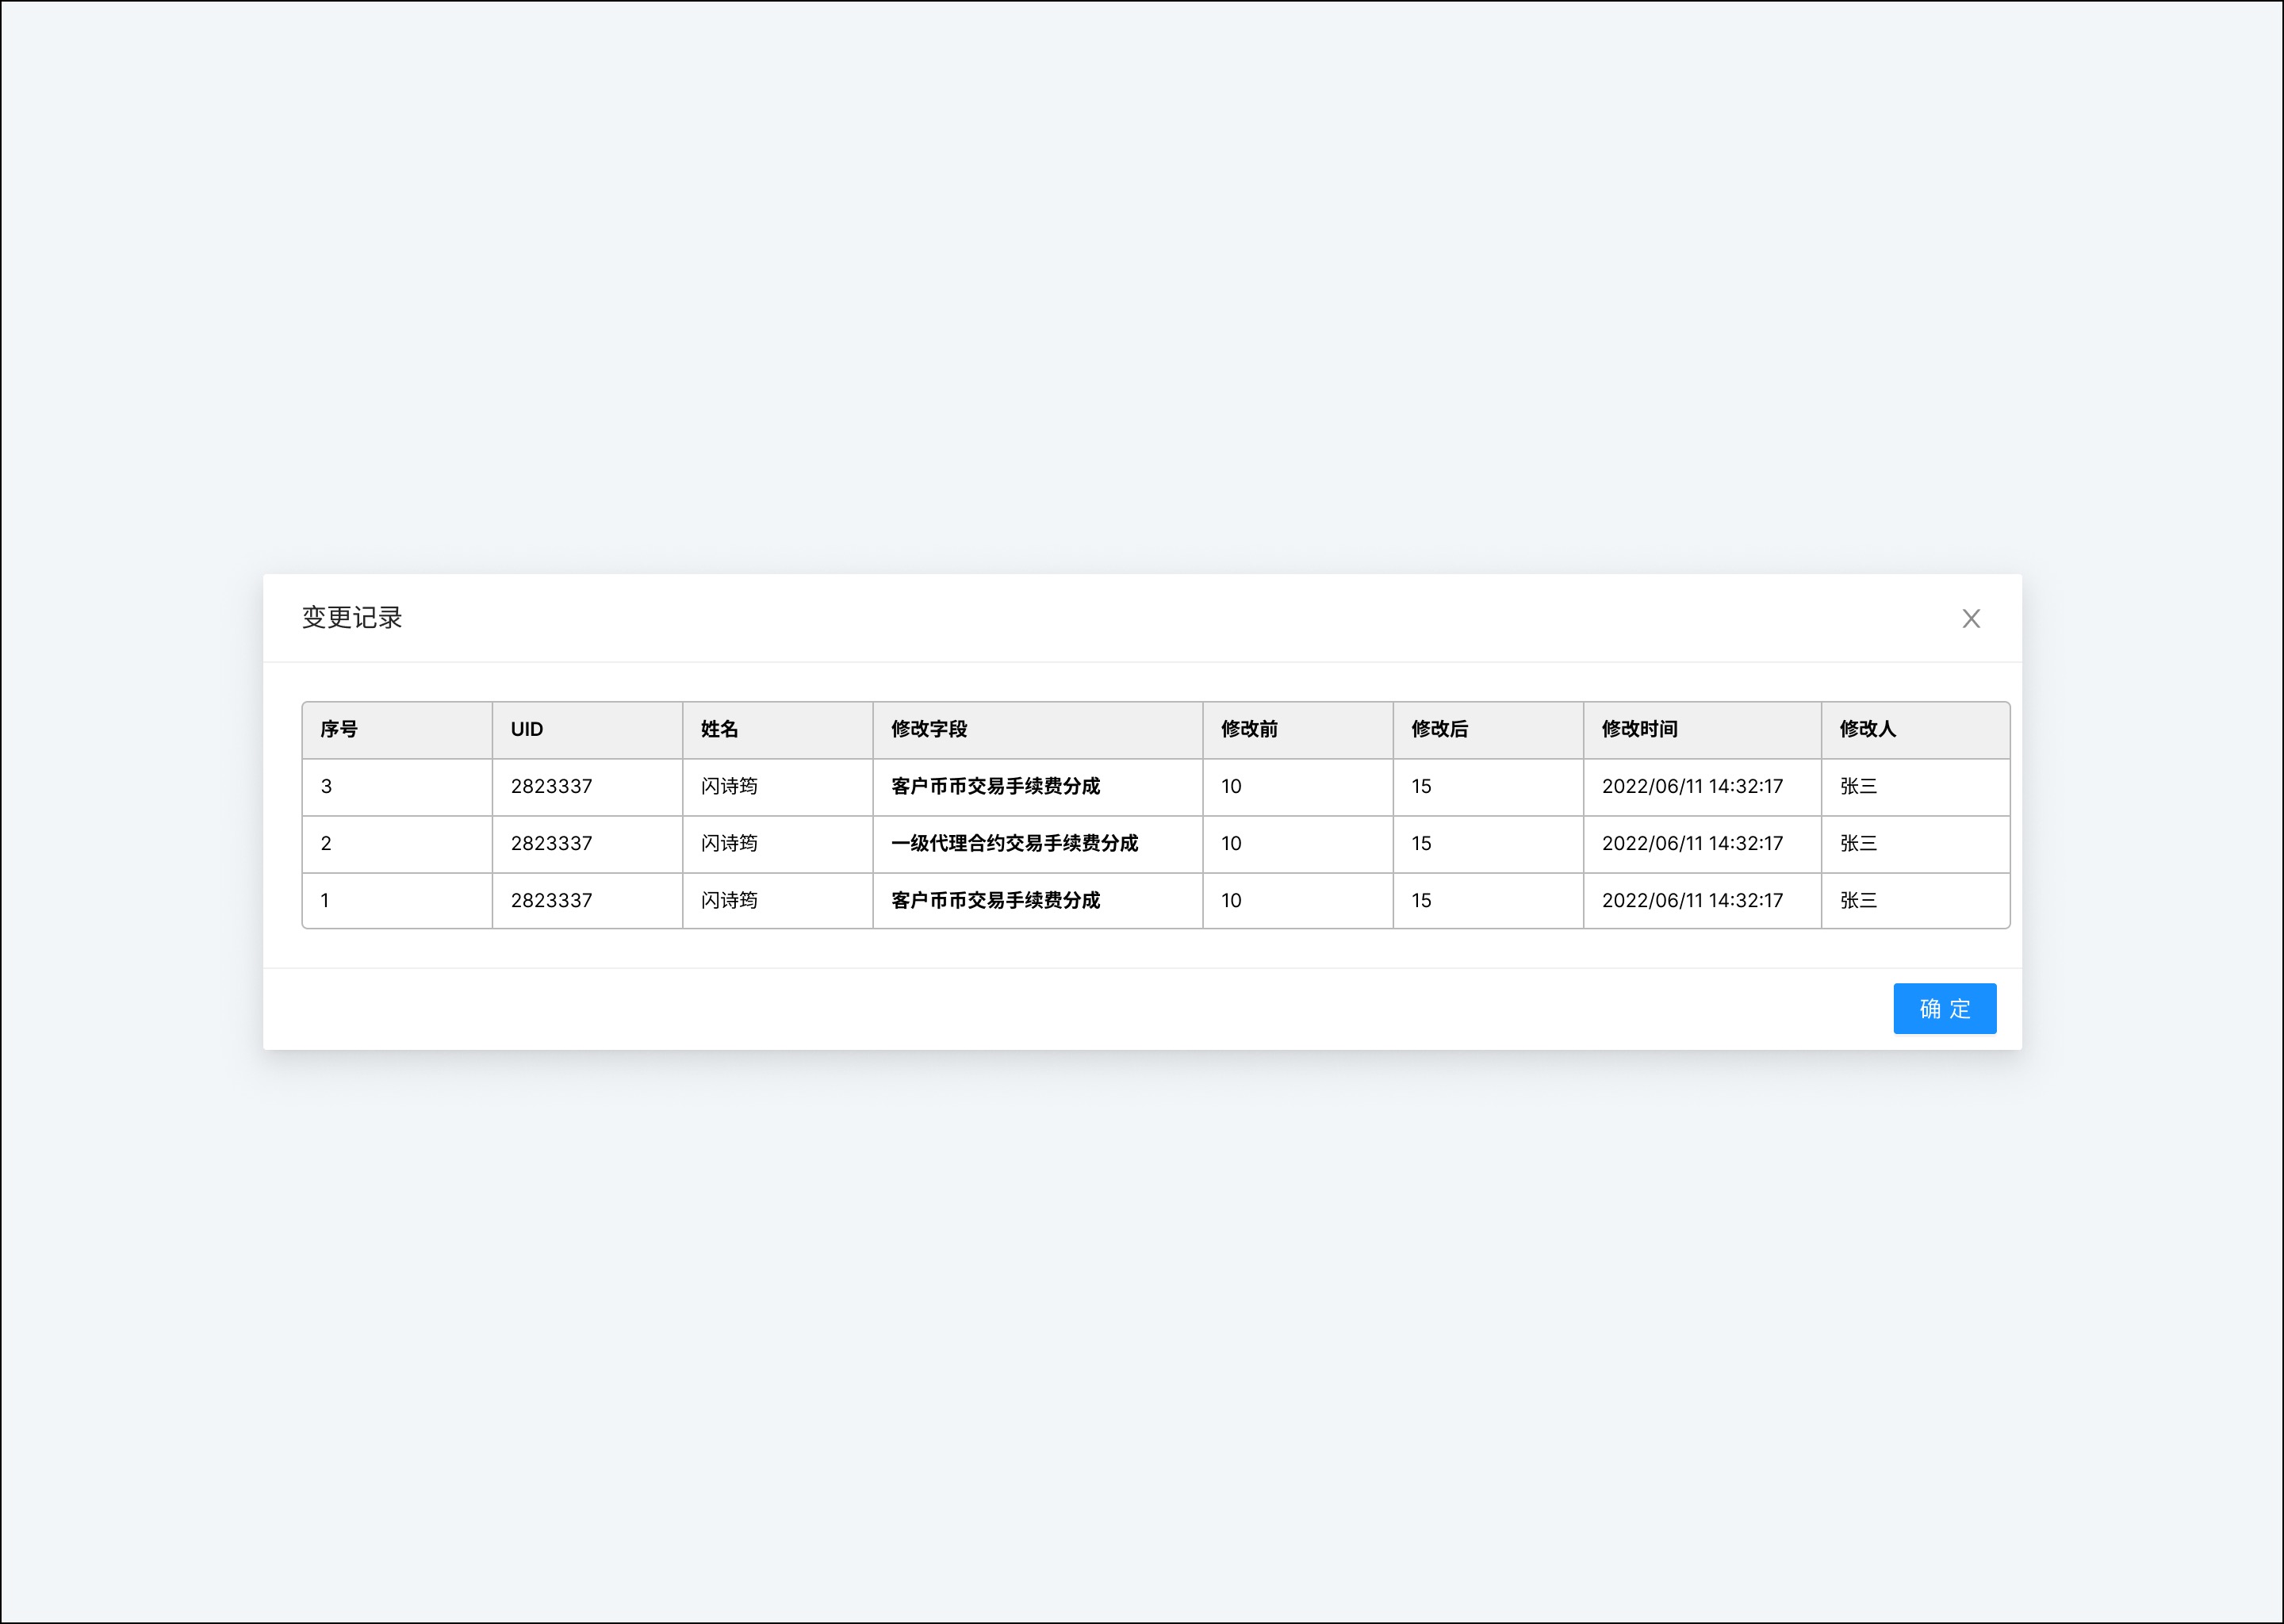 变更记录
序号 UID 姓名 修改字段 修改前 修改后 修改时间 修改人
3 2823337 闪诗筠 客户币币交易手续费分成 10 15 2022/06/11 14:32:17 张三
2 2823337 闪诗筠 一级代理合约交易手续费分成 10 15 2022/06/11 14:32:17 张三
1 2823337 闪诗筠 客户币币交易手续费分成 10 15 2022/06/11 14:32:17 张三
确 定